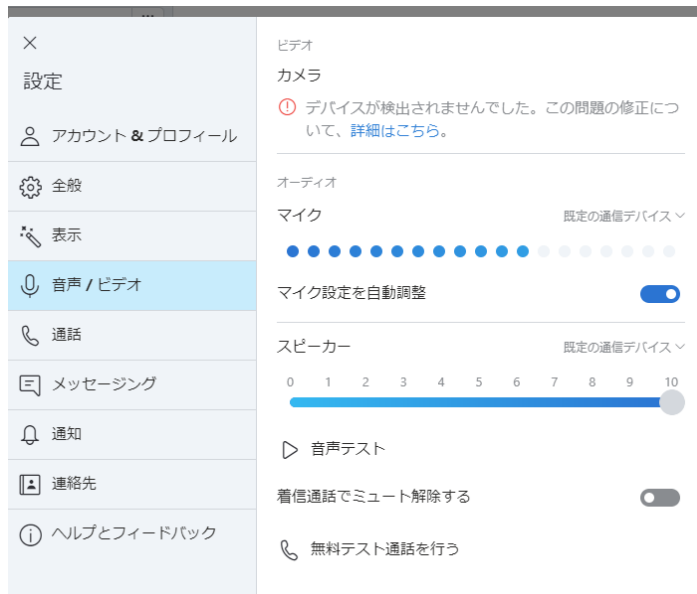 設定
アカウント & プロフィール
全般
表示
音声 / ビデオ
通話
メッセージング
通知
連絡先
ヘルプとフィードバック
ビデオ
カメラ
デバイスが検出されませんでした。この問題の修正につ
いて、詳細はこちら。
オーディオ
マイク
既定の通信デバイス
マイク設定を自動調整
スピーカー
既定の通信デバイス
0 1 2 3 4 5 6 7 8 9 10
音声テスト
着信通話でミュート解除する
無料テスト通話を行う